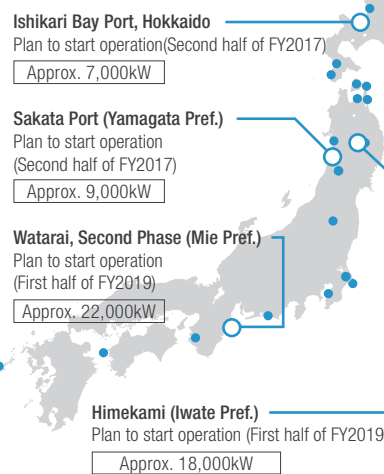 Ishikari Bay Port, Hokkaido
Plan to start operation(Second half of FY2017)
Approx. 7,000kW
Sakata Port (Yamagata Pref.)
Plan to start operation
(Second half of FY2017)
Approx. 9,000kW
Watarai, Second Phase (Mie Pref.)
Plan to start operation
(First half of FY2019)
Approx. 22,000kW
Himekami (Iwate Pref.)
Plan to start operation (First half of FY2019
Approx. 18,000kW